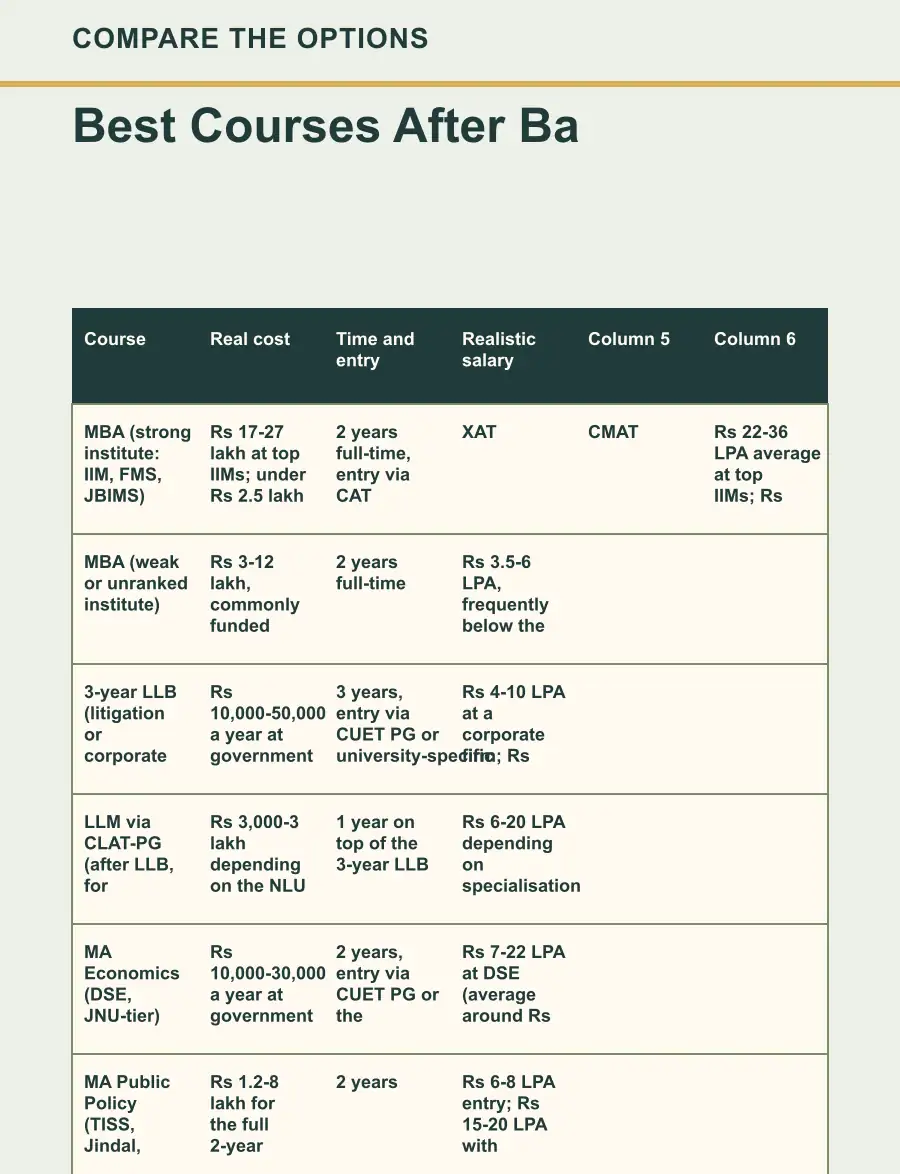 COMPARE THE OPTIONS
Best Courses After Ba
Course
Real cost
Time and
entry
Realistic
salary
Column 5
Column 6
MBA (strong
institute:
IIM, FMS,
JBIMS)
Rs 17-27
lakh at top
IIMs; under
Rs 2.5 lakh
2 years
full-time,
entry via
CAT
XAT
CMAT
Rs 22-36
LPA average
at top
IIMs; Rs
MBA (weak
or unranked
institute)
Rs 3-12
lakh,
commonly
funded
2 years
full-time
Rs 3.5-6
LPA,
frequently
below the
3-year LLB
(litigation
or
corporate
Rs
10,000-50,000
a year at
government
3 years,
entry via
CUET PG or
university-specific
Rs 4-10 LPA
at a
corporate
firm; Rs
LLM via
CLAT-PG
(after LLB,
for
Rs 3,000-3
lakh
depending
on the NLU
1 year on
top of the
3-year LLB
Rs 6-20 LPA
depending
on
specialisation
MA
Economics
(DSE,
JNU-tier)
Rs
10,000-30,000
a year at
government
2 years,
entry via
CUET PG or
the
Rs 7-22 LPA
at DSE
(average
around Rs
MA Public
Policy
(TISS,
Jindal,
Rs 1.2-8
lakh for
the full
2-year
2 years
Rs 6-8 LPA
entry; Rs
15-20 LPA
with